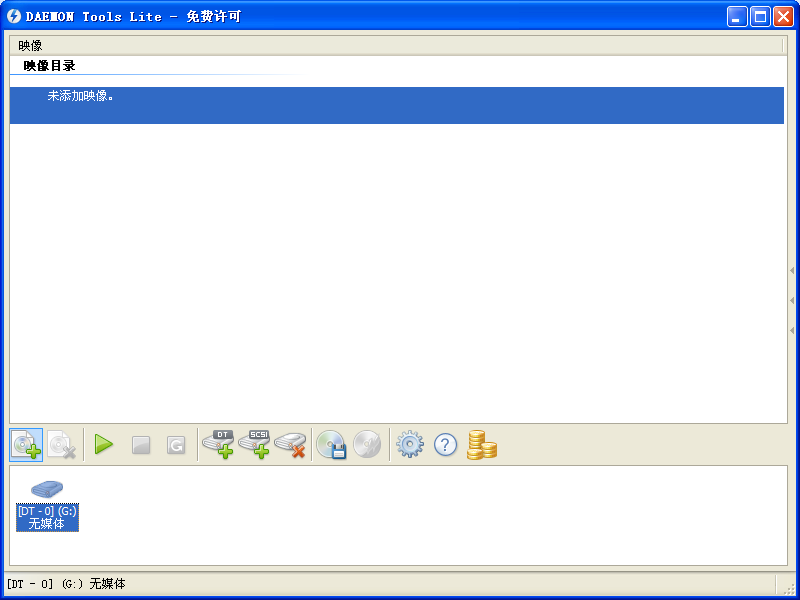 DAEMON Tools Lite - 免费许可
映像
映像目录
未添加映像。
DT
SCSI
G
?
[DT - 0] (G:)
无媒体
[DT - 0] (G:) 无媒体